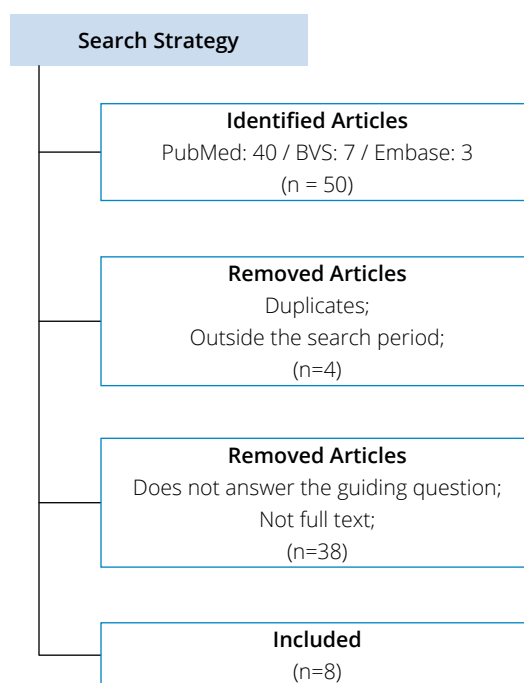 Search Strategy
Identified Articles
PubMed: 40 / BVS: 7 / Embase: 3
(n = 50)
Removed Articles
Duplicates;
Outside the search period;
(n=4)
Removed Articles
Does not answer the guiding question;
Not full text;
(n=38)
Included
(n=8)